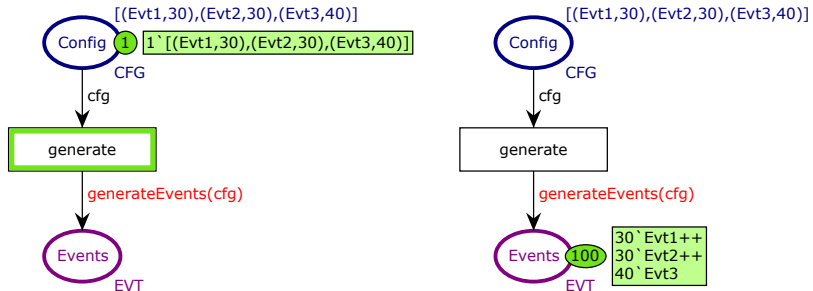 [(Evt1,30),(Evt2,30),(Evt3,40)]
Config
1
1`[(Evt1,30),(Evt2,30),(Evt3,40)]
CFG
cfg
generate
generateEvents(cfg)
Events
EVT
[(Evt1,30),(Evt2,30),(Evt3,40)]
Config
CFG
cfg
generate
generateEvents(cfg)
Events
100
30`Evt1++
30`Evt2++
40`Evt3
EVT